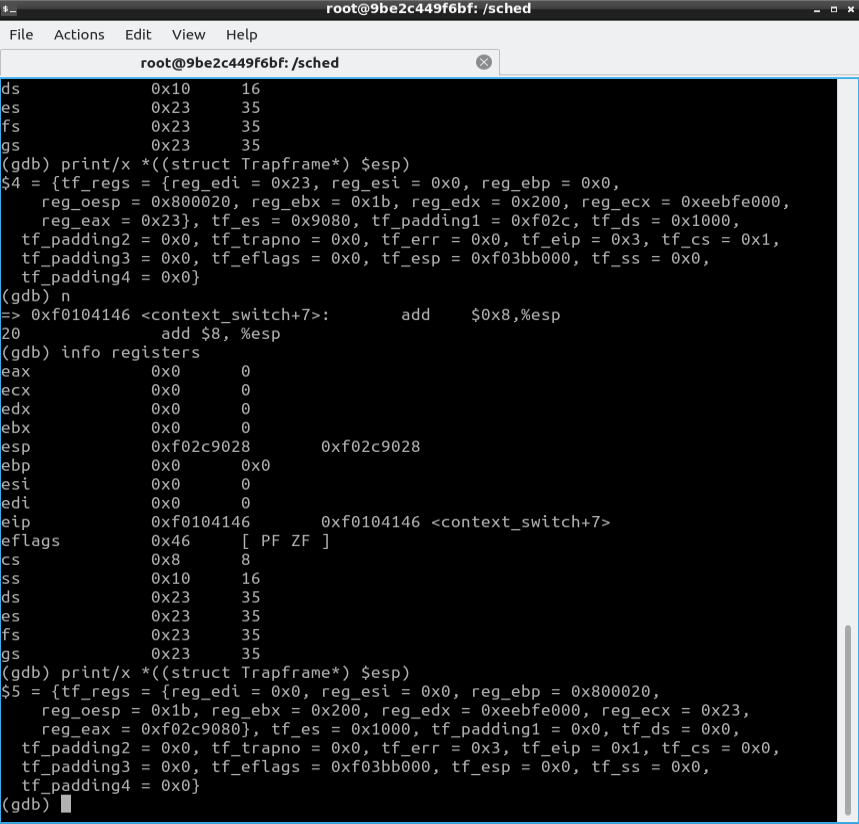 root@9be2c449f6bf: /sched
File Actions Edit View Help
root@9be2c449f6bf: /sched
ds 0x10 16
es 0x23 35
fs 0x23 35
gs 0x23 35
(gdb) print/x *((struct Trapframe*) $esp)
$4 = {tf_regs = {reg_edi = 0x23, reg_esi = 0x0, reg_ebp = 0x0,
reg_oesp = 0x800020, reg_ebx = 0x1b, reg_edx = 0x200, reg_ecx = 0xeebfe000,
reg_eax = 0x23}, tf_es = 0x9080, tf_padding1 = 0xf02c, tf_ds = 0x1000,
tf_padding2 = 0x0, tf_trapno = 0x0, tf_err = 0x0, tf_eip = 0x3, tf_cs = 0x1,
tf_padding3 = 0x0, tf_eflags = 0x0, tf_esp = 0xf03bb000, tf_ss = 0x0,
tf_padding4 = 0x0}
(gdb) n
=> 0xf0104146 <context_switch+7>: add $0x8,%esp
20 add $8, %esp
(gdb) info registers
eax 0x0 0
ecx 0x0 0
edx 0x0 0
ebx 0x0 0
esp 0xf02c9028 0xf02c9028
ebp 0x0 0x0
esi 0x0 0
edi 0x0 0
eip 0xf0104146 0xf0104146 <context_switch+7>
eflags 0x46 [ PF ZF ]
cs 0x8 8
ss 0x10 16
ds 0x23 35
es 0x23 35
fs 0x23 35
gs 0x23 35
(gdb) print/x *((struct Trapframe*) $esp)
$5 = {tf_regs = {reg_edi = 0x0, reg_esi = 0x0, reg_ebp = 0x800020,
reg_oesp = 0x1b, reg_ebx = 0x200, reg_edx = 0xeebfe000, reg_ecx = 0x23,
reg_eax = 0xf02c9080}, tf_es = 0x1000, tf_padding1 = 0x0, tf_ds = 0x0,
tf_padding2 = 0x0, tf_trapno = 0x0, tf_err = 0x3, tf_eip = 0x1, tf_cs = 0x0,
tf_padding3 = 0x0, tf_eflags = 0xf03bb000, tf_esp = 0x0, tf_ss = 0x0,
tf_padding4 = 0x0}
(gdb)